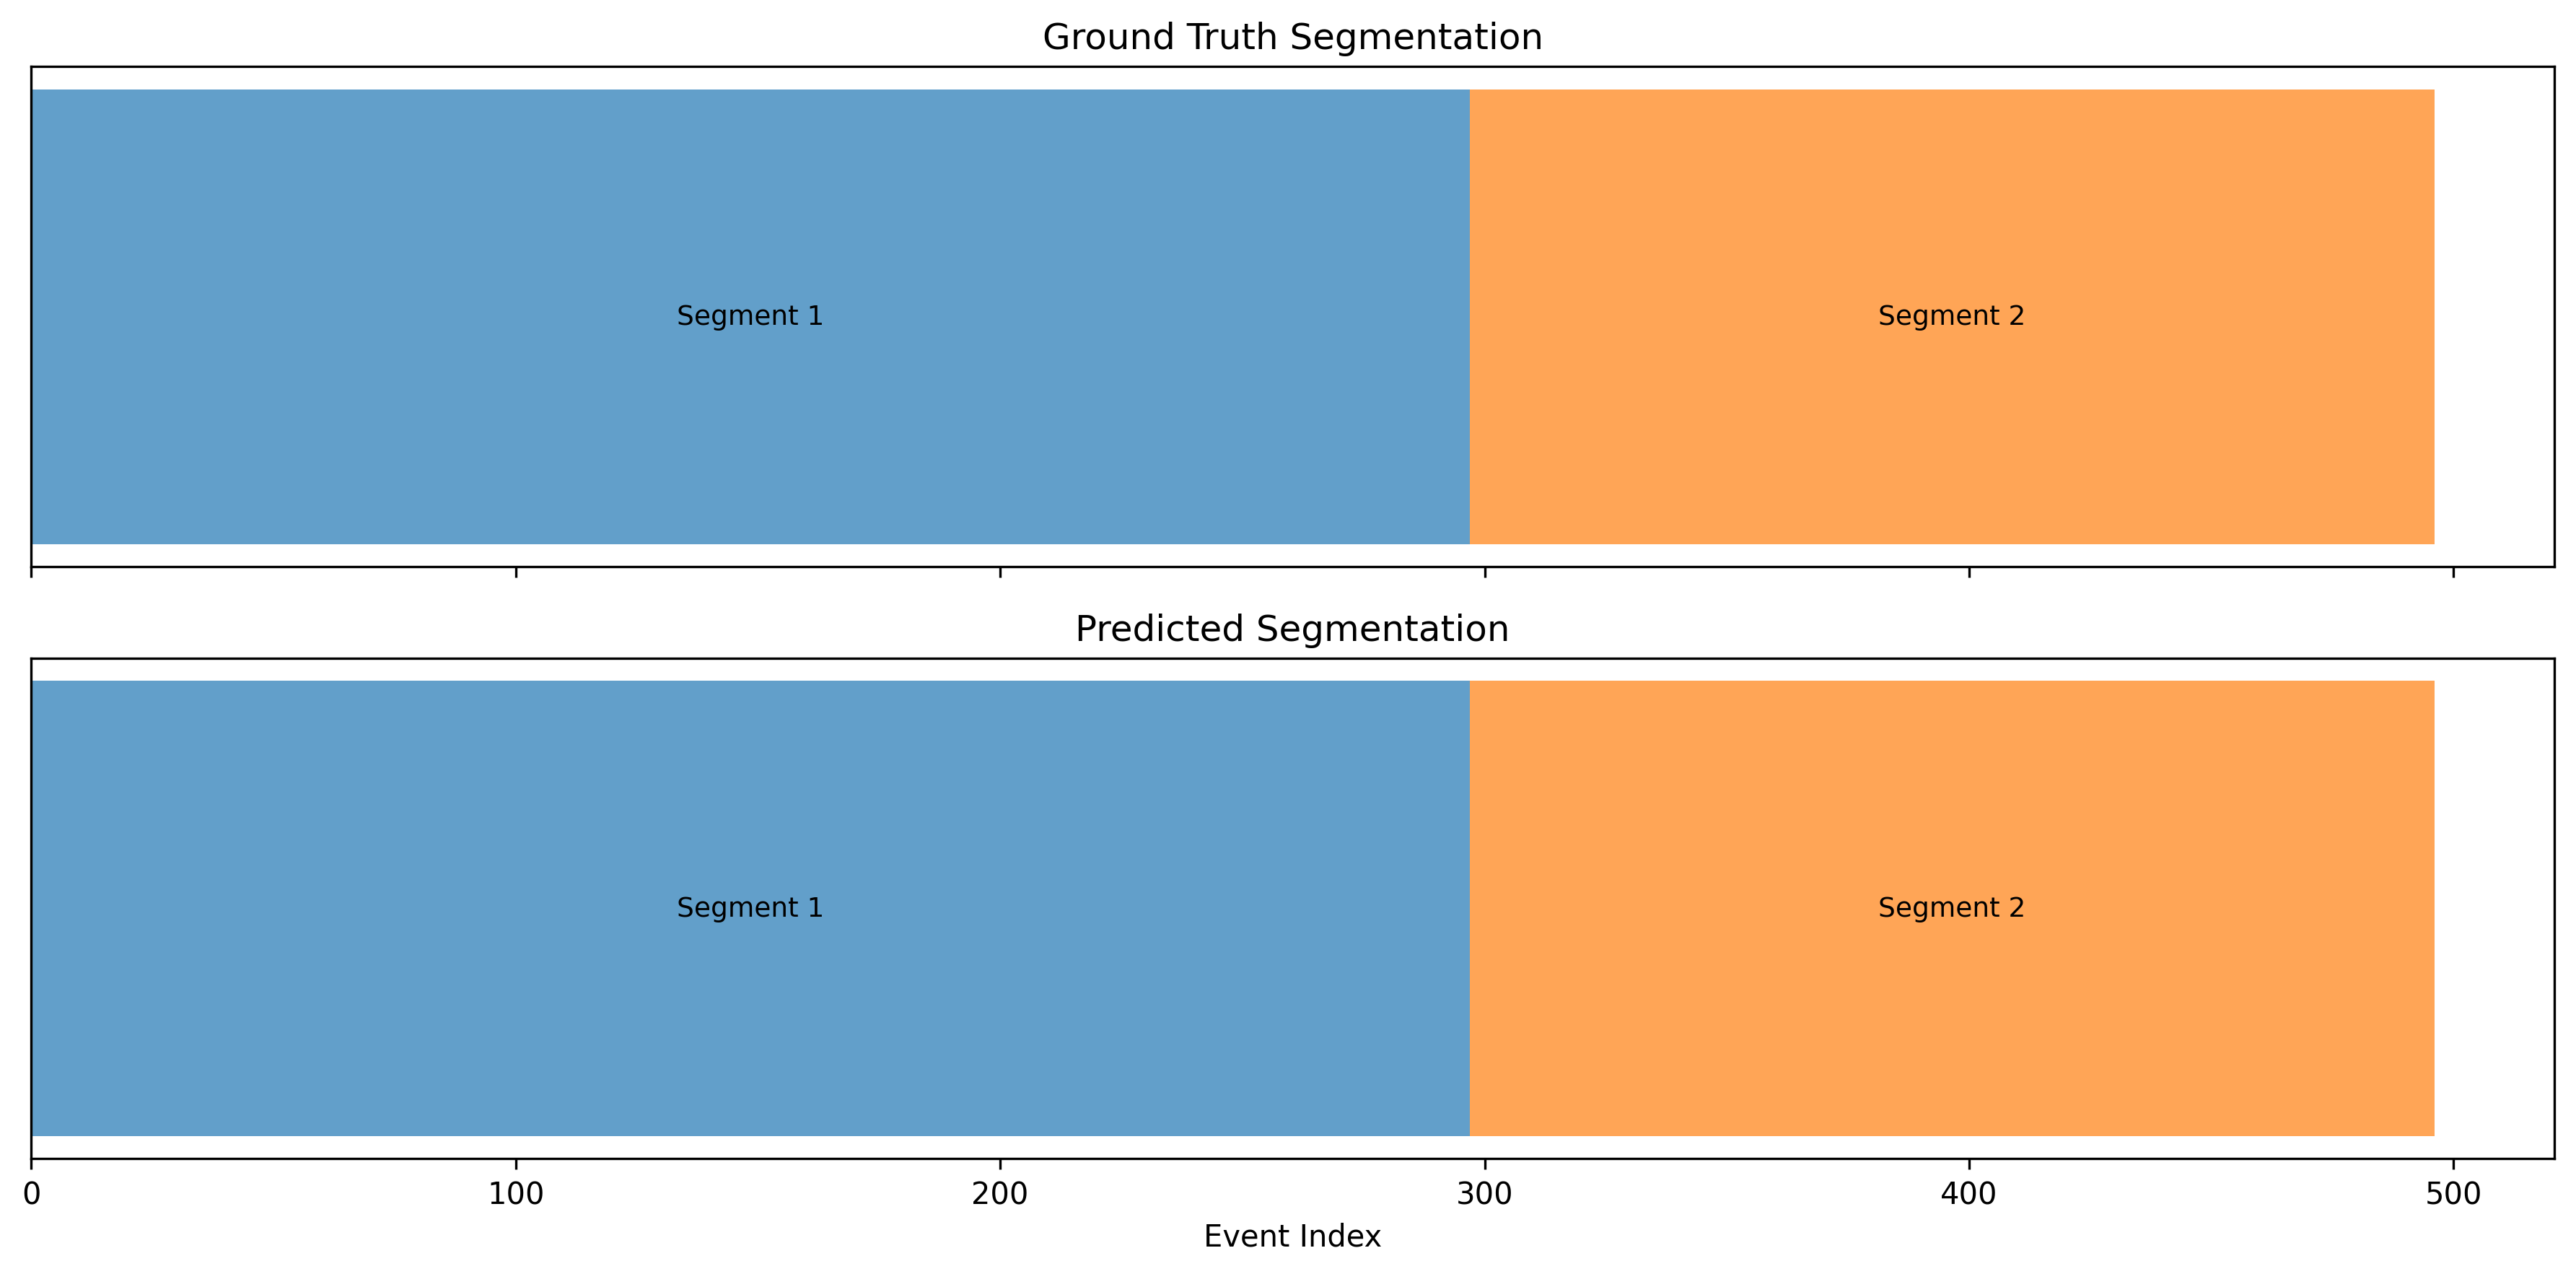 Ground Truth Segmentation
Segment 1
Segment 2
Predicted Segmentation
Segment 1
Segment 2
0
100
200
300
400
500
Event Index